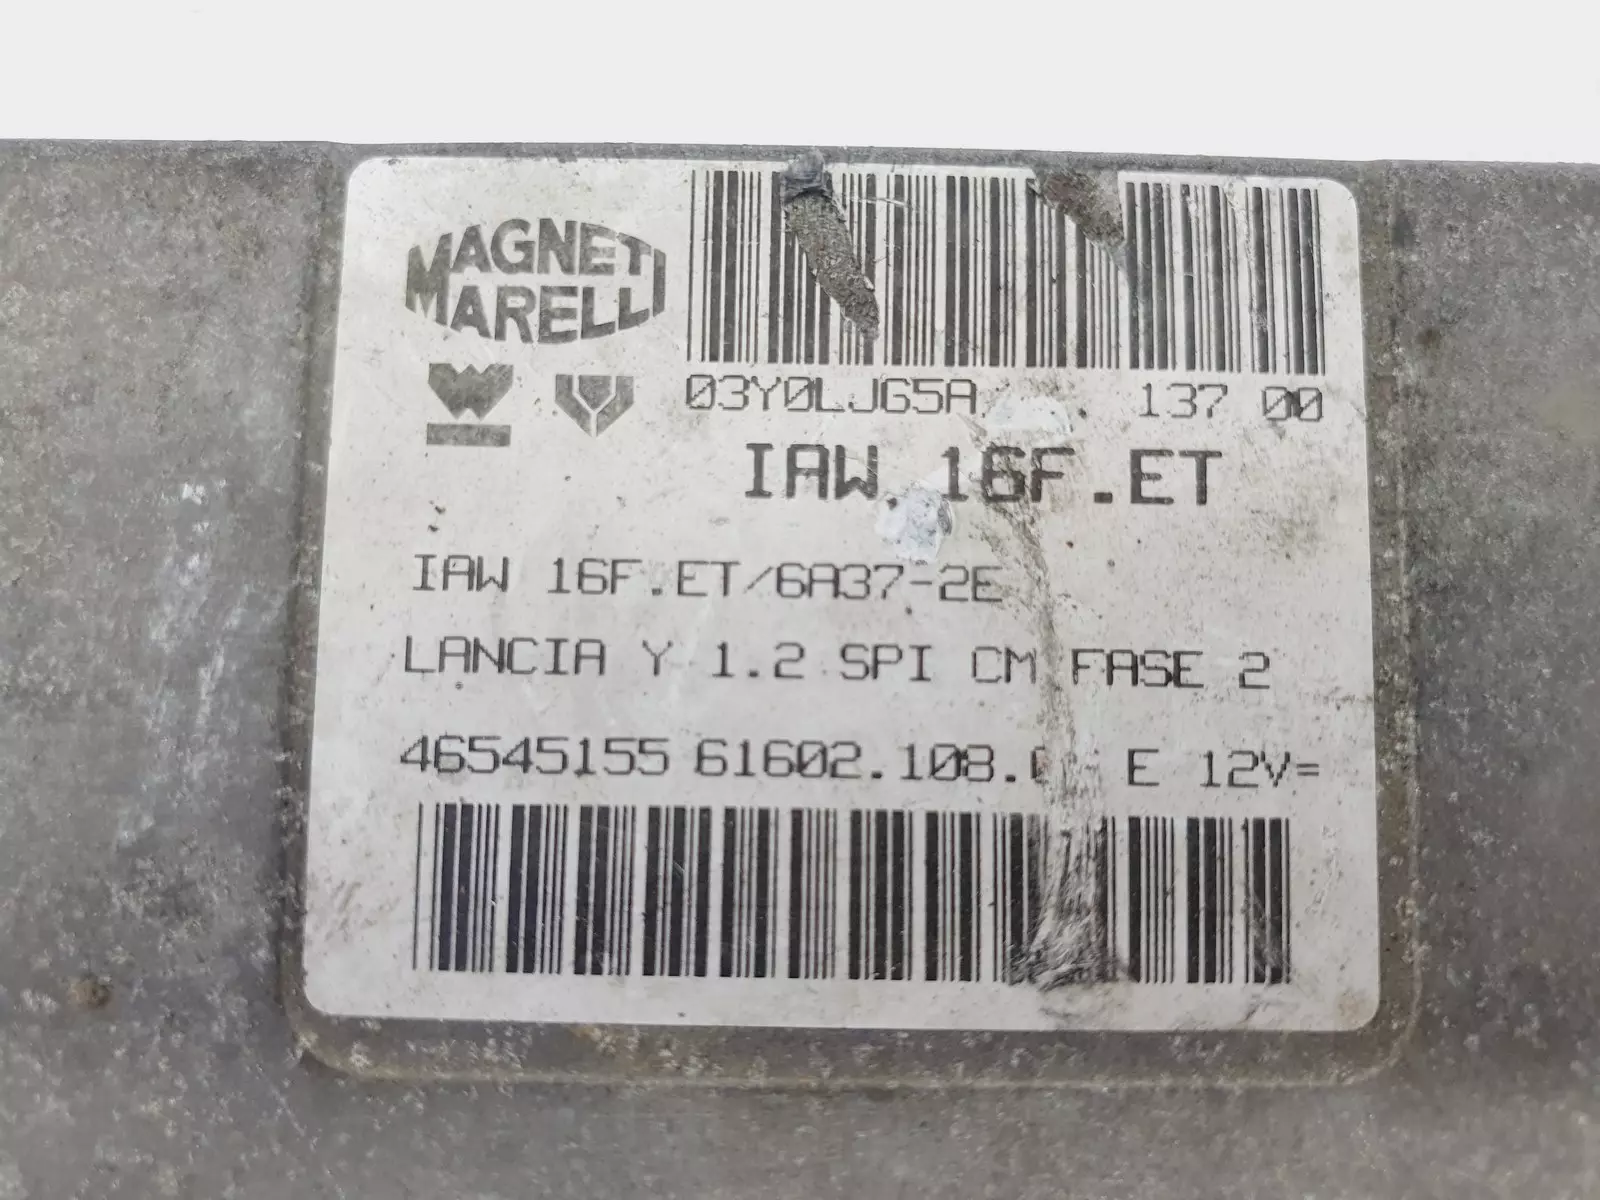 MAGNETI
MARELLI
03Y0LJG5A 137 00
IAW 16F.ET
IAW 16F.ET/6A37-2E
LANCIA Y 1.2 SPI CM FASE 2
46545155 61602.108. E 12V=